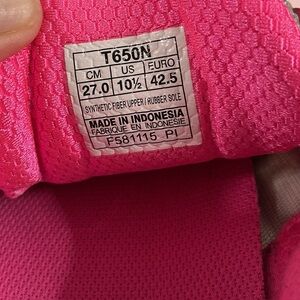 T650N
CM US EURO
27.0 10½ 42.5
SYNTHETIC FIBER UPPER / RUBBER SOLE
MADE IN INDONESIA
FABRIQUE EN INDONESIE
F581115 PI